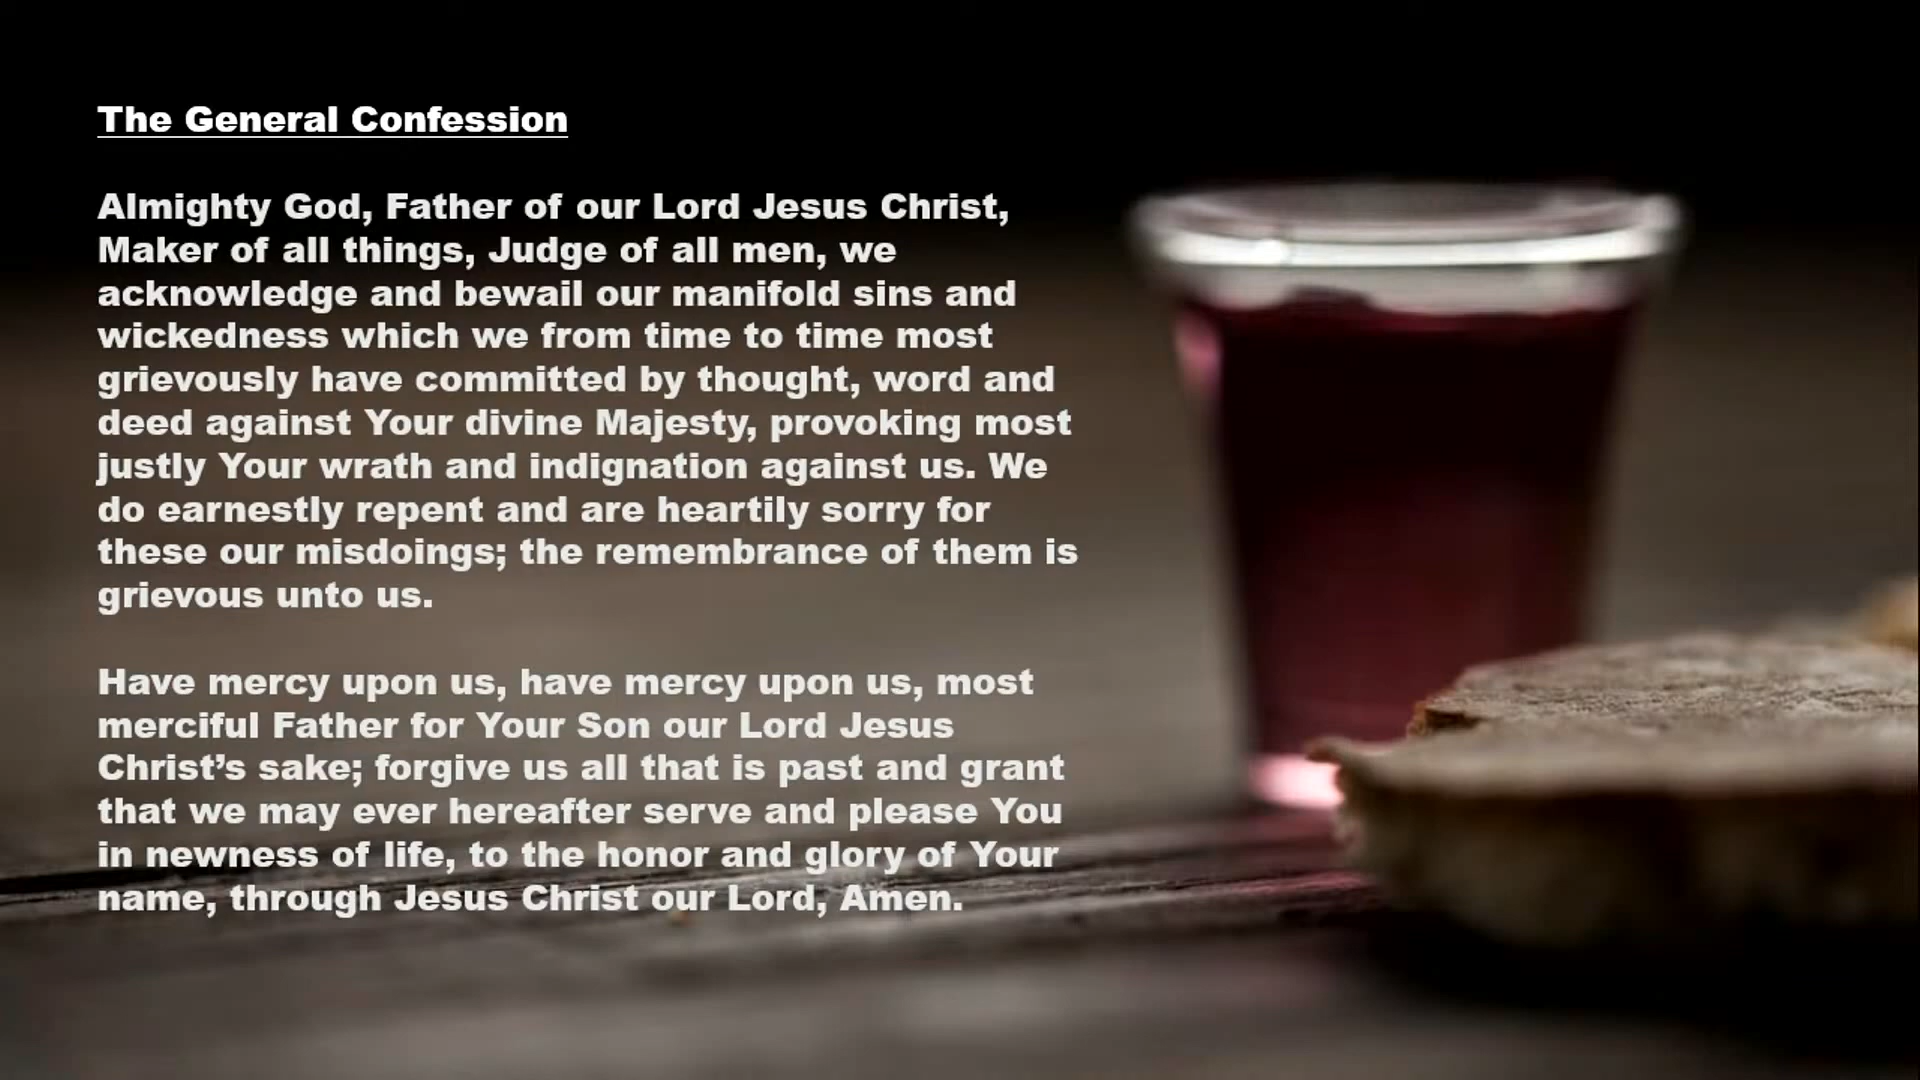 The General Confession
Almighty God, Father of our Lord Jesus Christ,
Maker of all things, Judge of all men, we
acknowledge and bewail our manifold sins and
wickedness which we from time to time most
grievously have committed by thought, word and
deed against Your divine Majesty, provoking most
justly Your wrath and indignation against us. We
do earnestly repent and are heartily sorry for
these our misdoings; the remembrance of them is
grievous unto us.
Have mercy upon us, have mercy upon us, most
merciful Father for Your Son our Lord Jesus
Christ’s sake; forgive us all that is past and grant
that we may ever hereafter serve and please You
in newness of life, to the honor and glory of Your
name, through Jesus Christ our Lord, Amen.